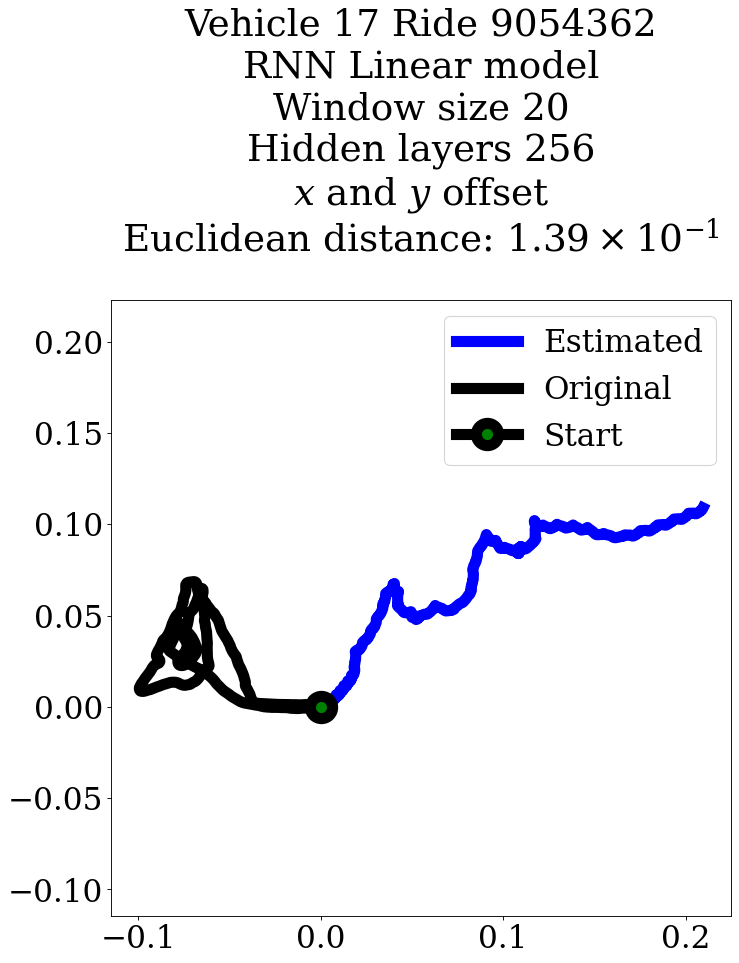 Vehicle 17 Ride 9054362
RNN Linear model
Window size 20
Hidden layers 256
x and y offset
Euclidean distance: 1.39 × 10⁻¹
Estimated
Original
Start
0.20
0.15
0.10
0.05
0.00
−0.05
−0.10
−0.1 0.0 0.1 0.2